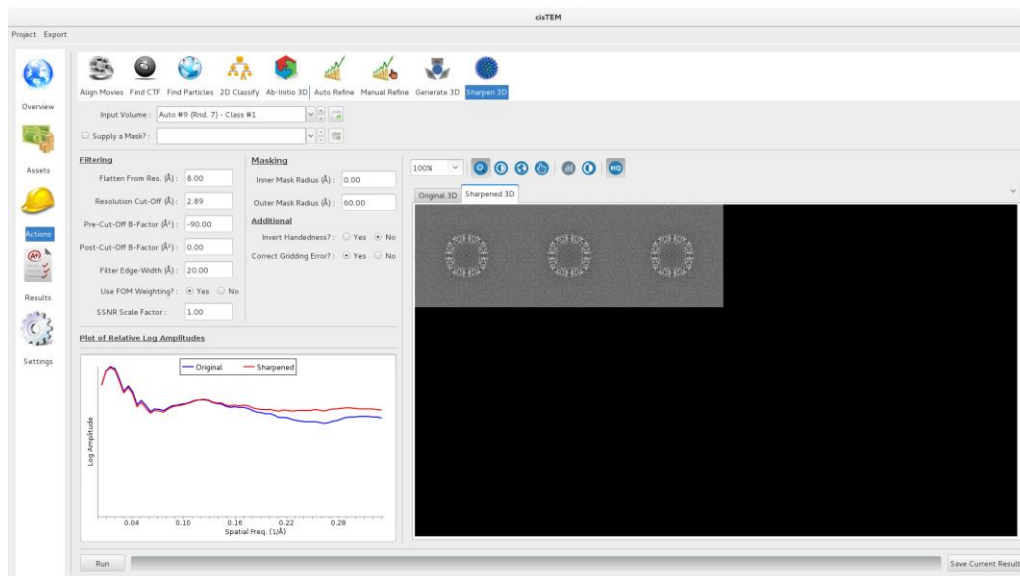 cisTEM
Project Export
Overview
Assets
Actions
Results
Settings
Align Movies Find CTF Find Particles 2D Classify Ab-Initio 3D Auto Refine Manual Refine Generate 3D Sharpen 3D
Input Volume : Auto #9 (Rnd. 7) - Class #1
Supply a Mask? :
Filtering
Flatten From Res. (Å) : 8.00
Resolution Cut-Off (Å) : 2.89
Pre-Cut-Off B-Factor (Å²) : -90.00
Post-Cut-Off B-Factor (Å²) : 0.00
Filter Edge-Width (Å) : 20.00
Use FOM Weighting? : Yes No
SSNR Scale Factor : 1.00
Masking
Inner Mask Radius (Å) : 0.00
Outer Mask Radius (Å) : 60.00
Additional
Invert Handedness? : Yes No
Correct Gridding Error? : Yes No
Plot of Relative Log Amplitudes
Original Sharpened
Log Amplitude
0.04 0.10 0.16 0.22 0.28
Spatial Freq. (1/Å)
100%
HQ
Original 3D Sharpened 3D
Run
Save Current Result